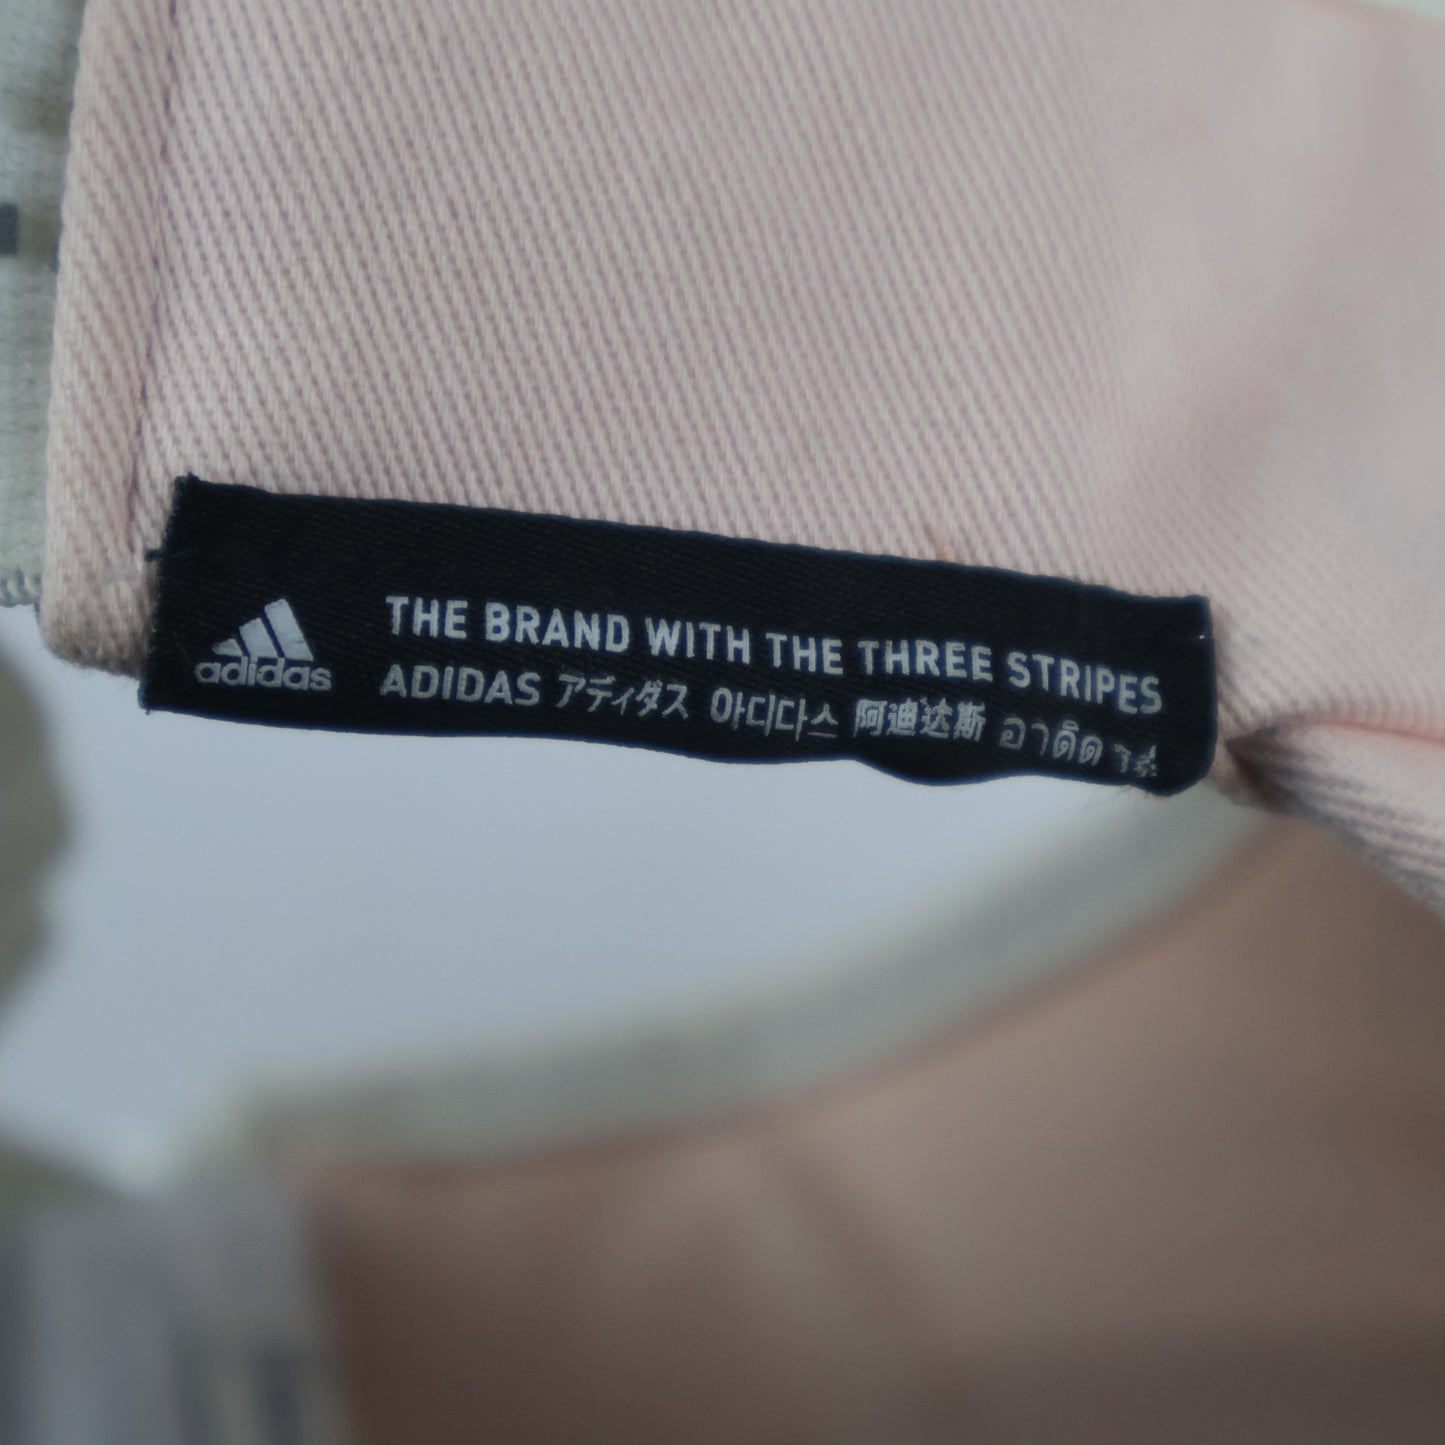 adidas
THE BRAND WITH THE THREE STRIPES
ADIDAS アディダス 아디다스 阿迪达斯